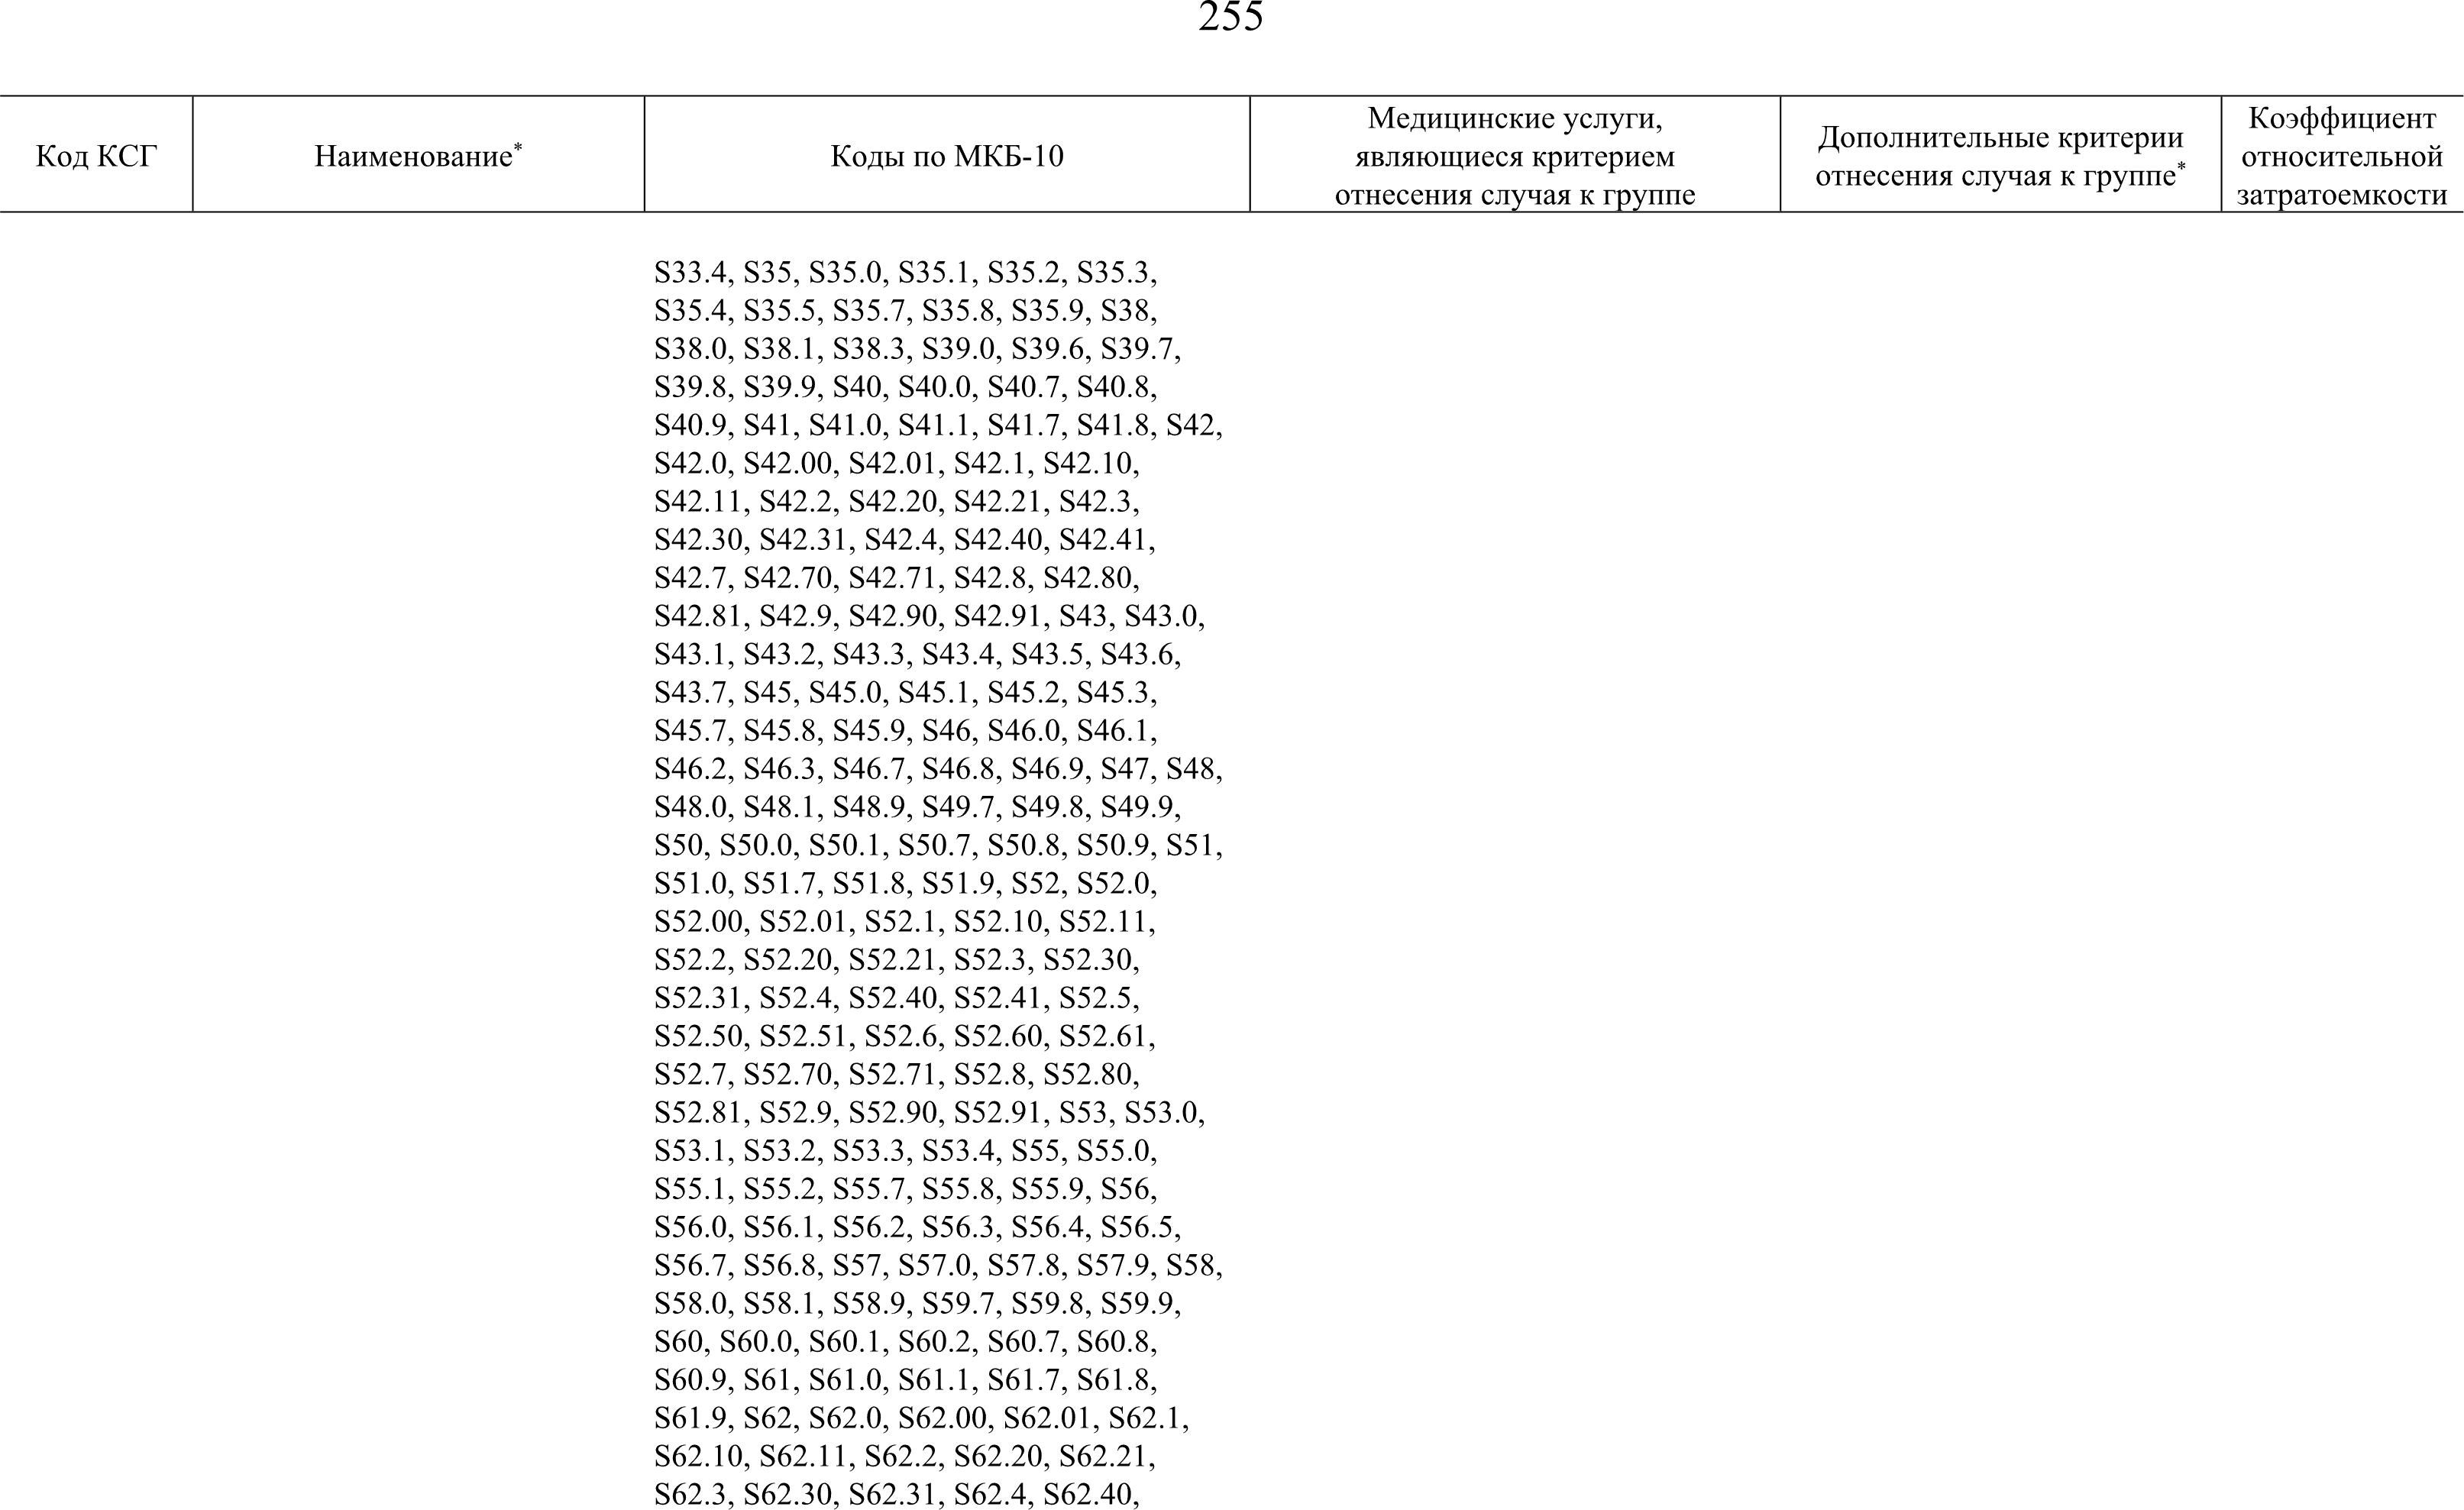 255
Код КСГ
Наименование*
Коды по МКБ-10
Медицинские услуги,
являющиеся критерием
отнесения случая к группе
Дополнительные критерии
отнесения случая к группе*
Коэффициент
относительной
затратоемкости
S33.4, S35, S35.0, S35.1, S35.2, S35.3,
S35.4, S35.5, S35.7, S35.8, S35.9, S38,
S38.0, S38.1, S38.3, S39.0, S39.6, S39.7,
S39.8, S39.9, S40, S40.0, S40.7, S40.8,
S40.9, S41, S41.0, S41.1, S41.7, S41.8, S42,
S42.0, S42.00, S42.01, S42.1, S42.10,
S42.11, S42.2, S42.20, S42.21, S42.3,
S42.30, S42.31, S42.4, S42.40, S42.41,
S42.7, S42.70, S42.71, S42.8, S42.80,
S42.81, S42.9, S42.90, S42.91, S43, S43.0,
S43.1, S43.2, S43.3, S43.4, S43.5, S43.6,
S43.7, S45, S45.0, S45.1, S45.2, S45.3,
S45.7, S45.8, S45.9, S46, S46.0, S46.1,
S46.2, S46.3, S46.7, S46.8, S46.9, S47, S48,
S48.0, S48.1, S48.9, S49.7, S49.8, S49.9,
S50, S50.0, S50.1, S50.7, S50.8, S50.9, S51,
S51.0, S51.7, S51.8, S51.9, S52, S52.0,
S52.00, S52.01, S52.1, S52.10, S52.11,
S52.2, S52.20, S52.21, S52.3, S52.30,
S52.31, S52.4, S52.40, S52.41, S52.5,
S52.50, S52.51, S52.6, S52.60, S52.61,
S52.7, S52.70, S52.71, S52.8, S52.80,
S52.81, S52.9, S52.90, S52.91, S53, S53.0,
S53.1, S53.2, S53.3, S53.4, S55, S55.0,
S55.1, S55.2, S55.7, S55.8, S55.9, S56,
S56.0, S56.1, S56.2, S56.3, S56.4, S56.5,
S56.7, S56.8, S57, S57.0, S57.8, S57.9, S58,
S58.0, S58.1, S58.9, S59.7, S59.8, S59.9,
S60, S60.0, S60.1, S60.2, S60.7, S60.8,
S60.9, S61, S61.0, S61.1, S61.7, S61.8,
S61.9, S62, S62.0, S62.00, S62.01, S62.1,
S62.10, S62.11, S62.2, S62.20, S62.21,
S62.3, S62.30, S62.31, S62.4, S62.40,